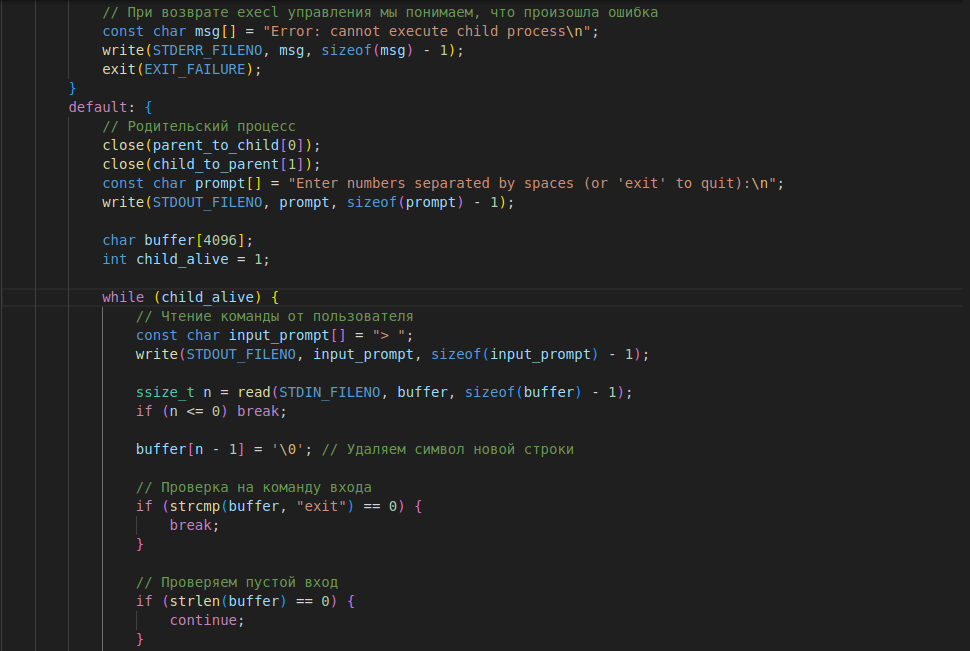 // При возврате execl управления мы понимаем, что произошла ошибка
const char msg[] = "Error: cannot execute child process\n";
write(STDERR_FILENO, msg, sizeof(msg) - 1);
exit(EXIT_FAILURE);
}
default: {
// Родительский процесс
close(parent_to_child[0]);
close(child_to_parent[1]);
const char prompt[] = "Enter numbers separated by spaces (or 'exit' to quit):\n";
write(STDOUT_FILENO, prompt, sizeof(prompt) - 1);
char buffer[4096];
int child_alive = 1;
while (child_alive) {
// Чтение команды от пользователя
const char input_prompt[] = "> ";
write(STDOUT_FILENO, input_prompt, sizeof(input_prompt) - 1);
ssize_t n = read(STDIN_FILENO, buffer, sizeof(buffer) - 1);
if (n <= 0) break;
buffer[n - 1] = '\0'; // Удаляем символ новой строки
// Проверка на команду входа
if (strcmp(buffer, "exit") == 0) {
break;
}
// Проверяем пустой вход
if (strlen(buffer) == 0) {
continue;
}